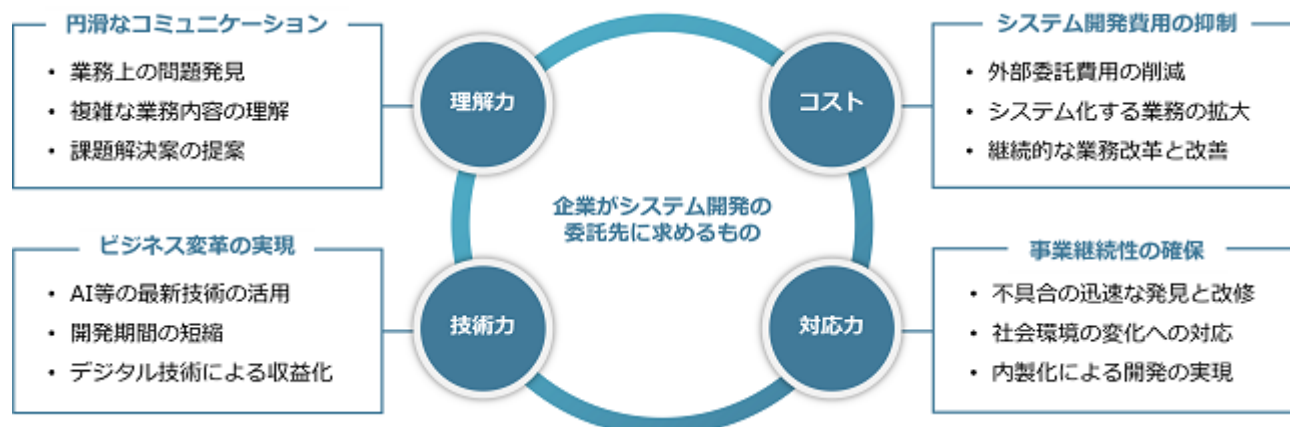 円滑なコミュニケーション
• 業務上の問題発見
• 複雑な業務内容の理解
• 課題解決案の提案
理解力
コスト
システム開発費用の抑制
• 外部委託費用の削減
• システム化する業務の拡大
• 継続的な業務改革と改善
企業がシステム開発の
委託先に求めるもの
ビジネス変革の実現
• AI等の最新技術の活用
• 開発期間の短縮
• デジタル技術による収益化
技術力
対応力
事業継続性の確保
• 不具合の迅速な発見と改修
• 社会環境の変化への対応
• 内製化による開発の実現